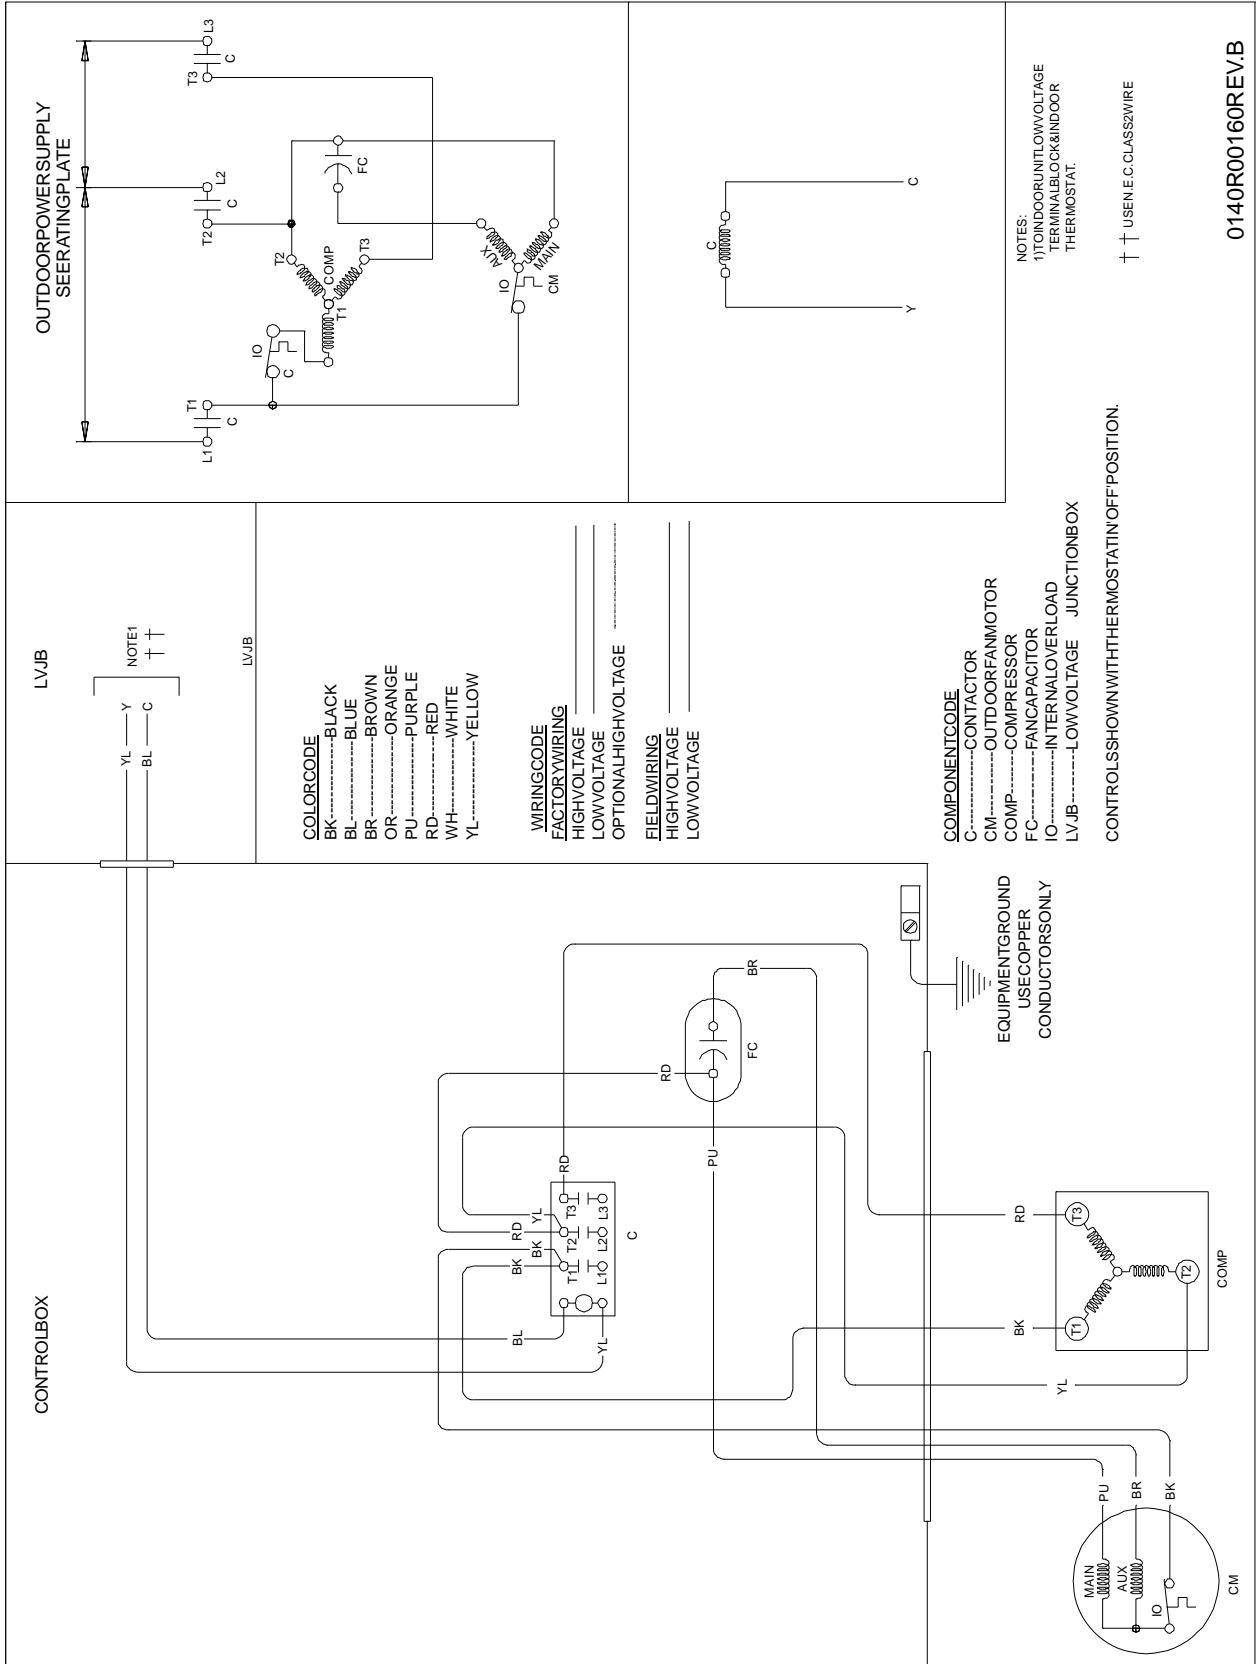 CONTROLBOX
YL
Y
BL
C
NOTE1
††
LVJB
LVJB
OUTDOORPOWERSUPPLY
SEERATINGPLATE
L1
C
T1
T2
C
L2
T3
C
L3
IO
C
T1
T2
COMP
T3
FC
AUX
MAIN
IO
CM
C
Y
C
COLORCODE
BK----------BLACK
BL----------BLUE
BR----------BROWN
OR----------ORANGE
PU----------PURPLE
RD----------RED
WH----------WHITE
YL----------YELLOW
WIRINGCODE
FACTORYWIRING
HIGHVOLTAGE
LOWVOLTAGE
OPTIONALHIGHVOLTAGE
FIELDWIRING
HIGHVOLTAGE
LOWVOLTAGE
BL
YL
BK
BK
RD
YL
RD
T1
T2
T3
L1
L2
L3
C
RD
BR
FC
PU
EQUIPMENTGROUND
USECOPPER
CONDUCTORSONLY
COMPONENTCODE
C----------CONTACTOR
CM--------OUTDOORFANMOTOR
COMP----COMPRESSOR
FC--------FANCAPACITOR
IO---------INTERNALOVERLOAD
LVJB------LOWVOLTAGE JUNCTIONBOX
CONTROLSSHOWNWITHTHERMOSTATIN'OFF'POSITION.
NOTES:
1)TOINDOORUNITLOWVOLTAGE
TERMINALBLOCK&INDOOR
THERMOSTAT.
†† USEN.E.C.CLASS2WIRE
BK
RD
YL
T1
T3
T2
COMP
PU
BR
BK
MAIN
AUX
IO
CM
0140R00160REV.B